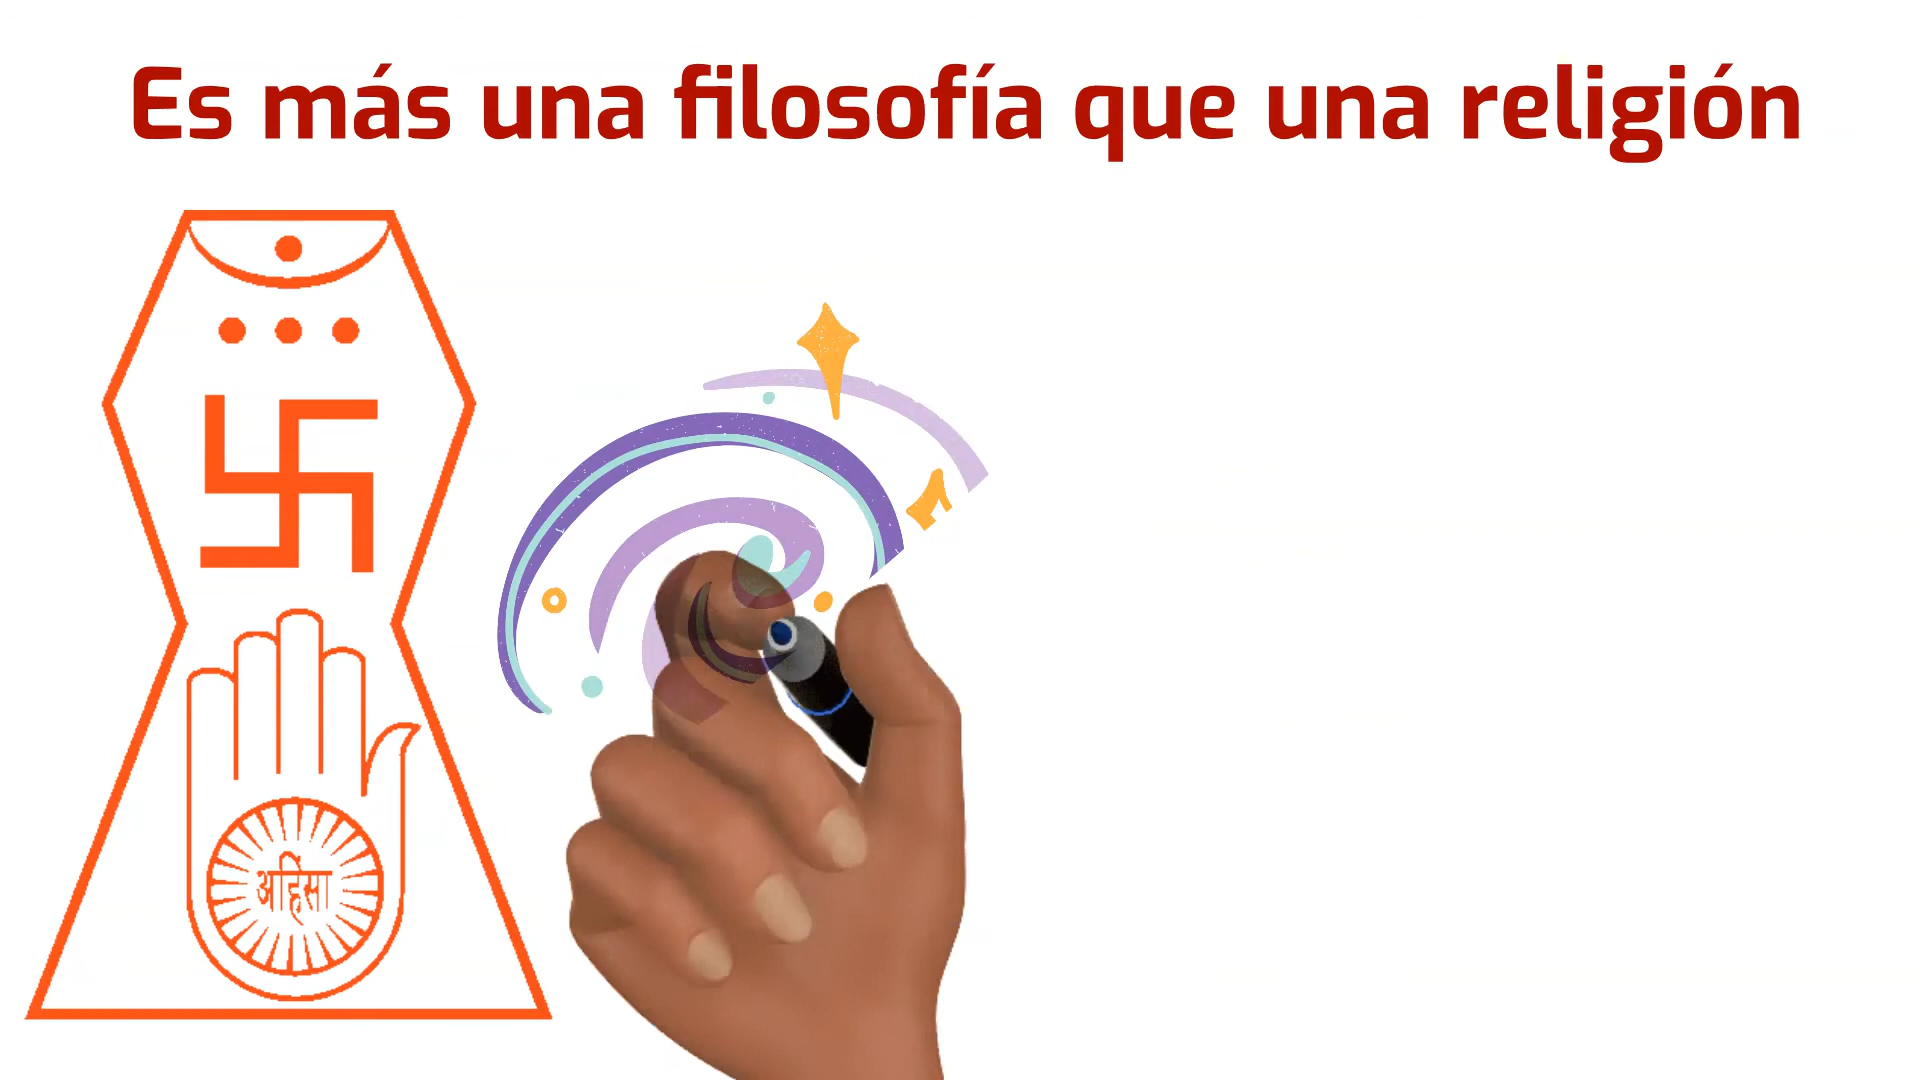 Es más una filosofía que una religión
अहिंसा